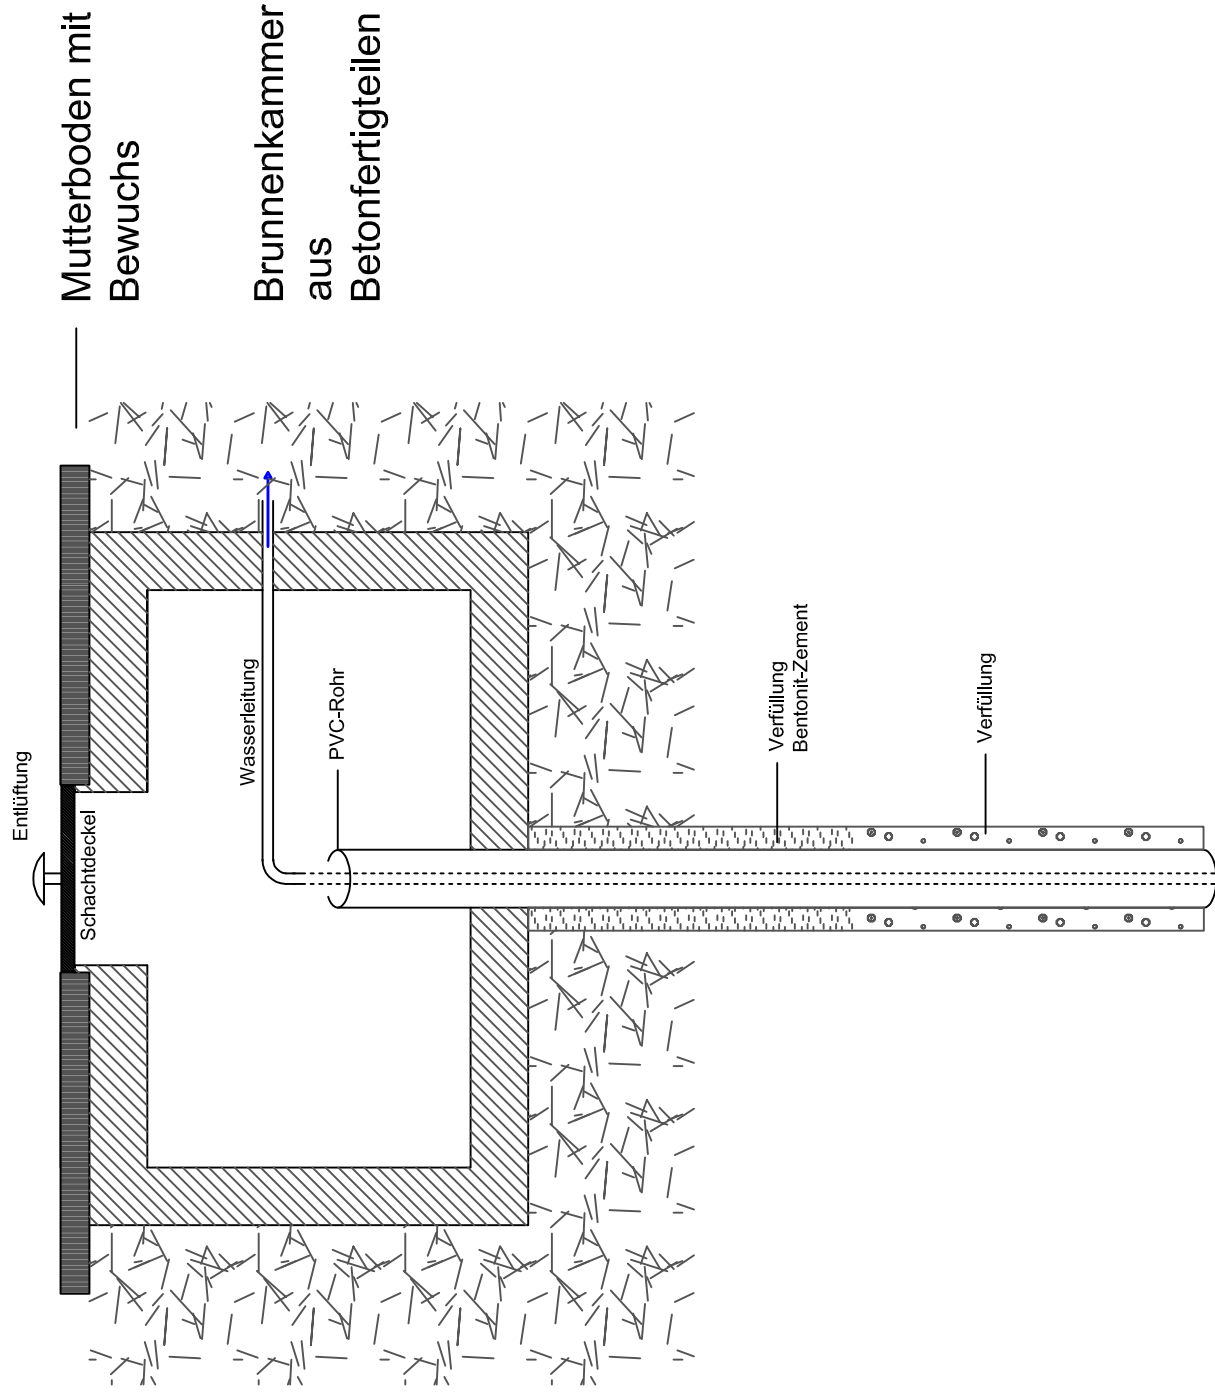 Mutterboden mit
Bewuchs
Brunnenkammer
aus
Betonfertigteilen
Entlüftung
Schachtdeckel
Wasserleitung
PVC-Rohr
Verfüllung
Bentonit-Zement
Verfüllung